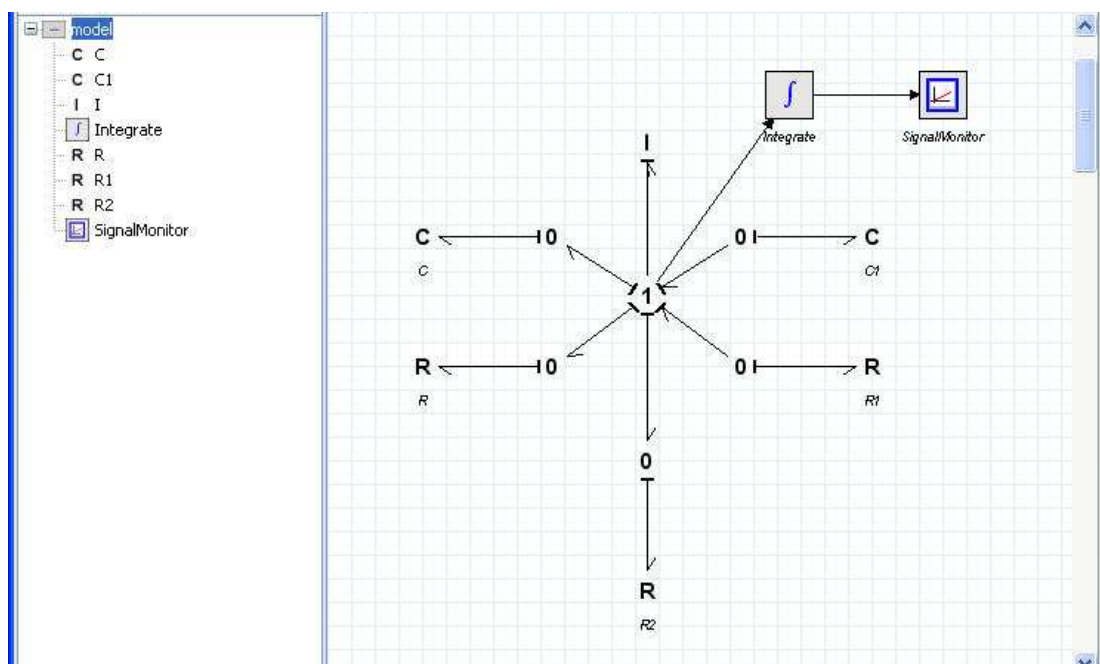 model
C C
C C1
I I
∫ Integrate
R R
R R1
R R2
SignalMonitor
∫
Integrate
SignalMonitor
I
C 0 0 C
C C1
1
R 0 0 R
R R1
0
R
R2